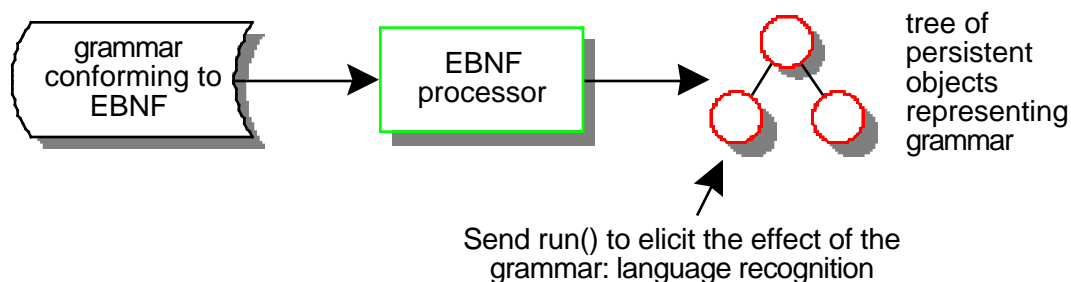 grammar
conforming to
EBNF
EBNF
processor
tree of
persistent
objects
representing
grammar
Send run() to elicit the effect of the
grammar: language recognition